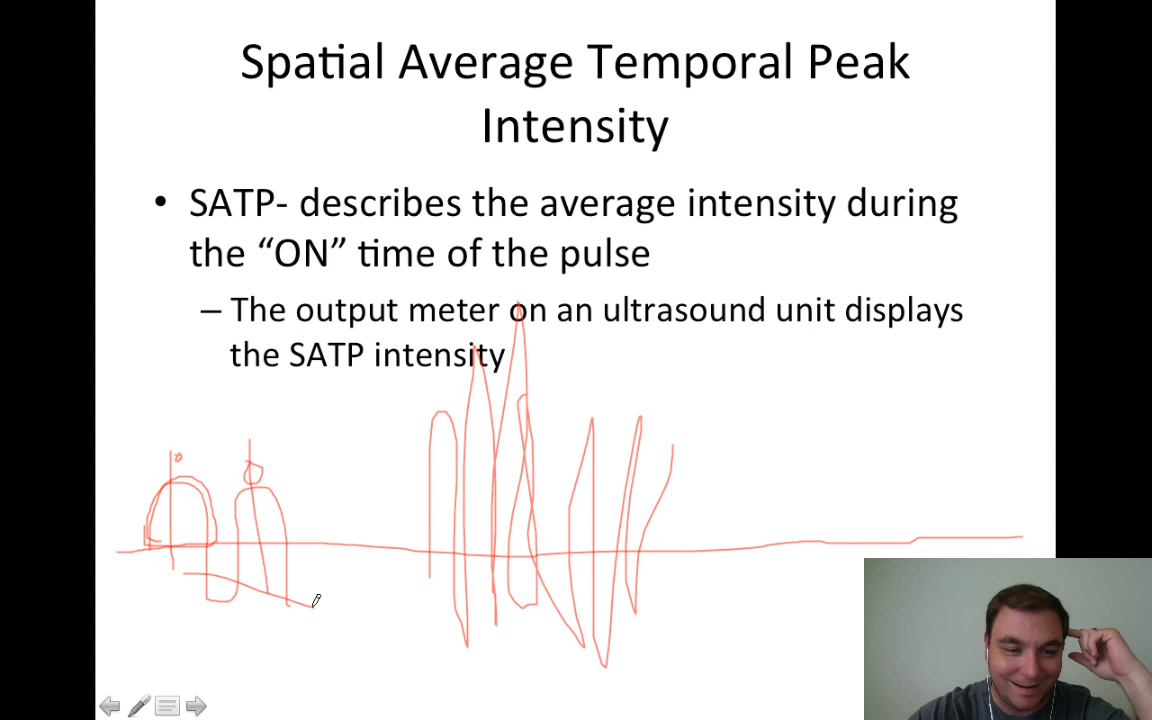 Spatial Average Temporal Peak
Intensity
• SATP- describes the average intensity during
the “ON” time of the pulse
– The output meter on an ultrasound unit displays
the SATP intensity